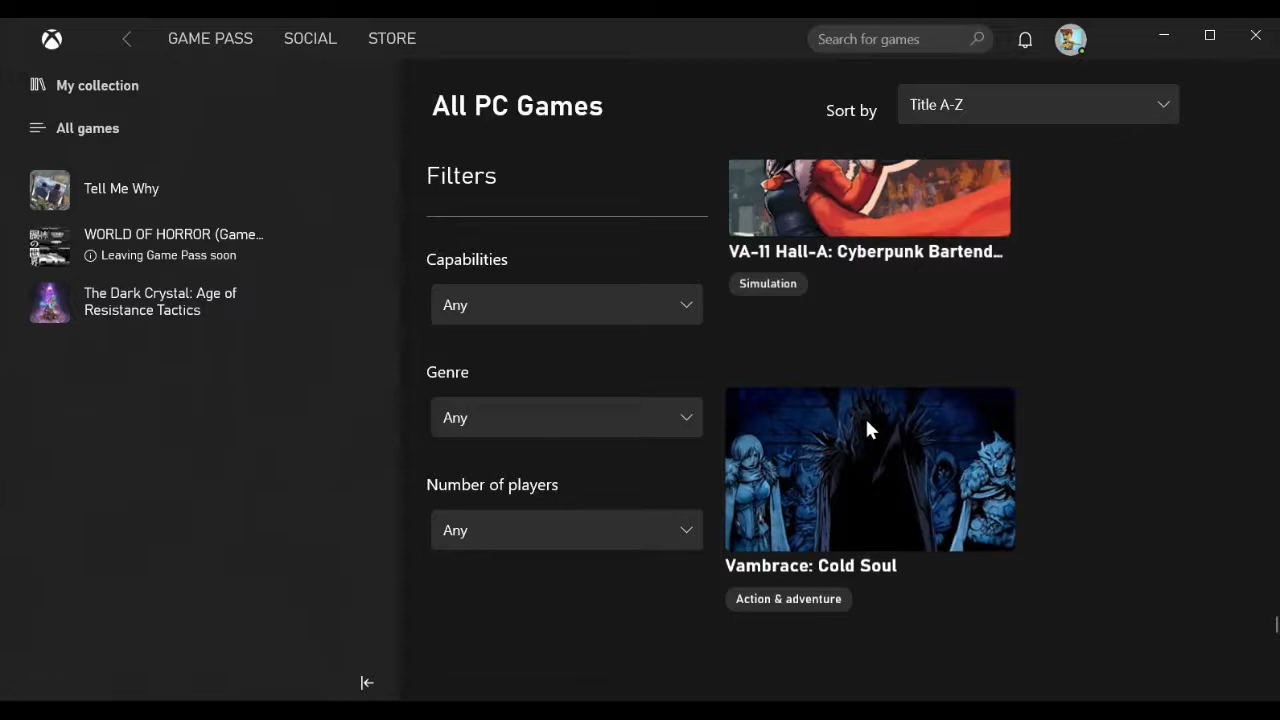 GAME PASS SOCIAL STORE
Search for games
My collection
All games
Tell Me Why
WORLD OF HORROR (Game...
Leaving Game Pass soon
The Dark Crystal: Age of
Resistance Tactics
All PC Games
Sort by
Title A-Z
Filters
Capabilities
Any
Genre
Any
Number of players
Any
VA-11 Hall-A: Cyberpunk Bartend...
Simulation
Vambrace: Cold Soul
Action & adventure